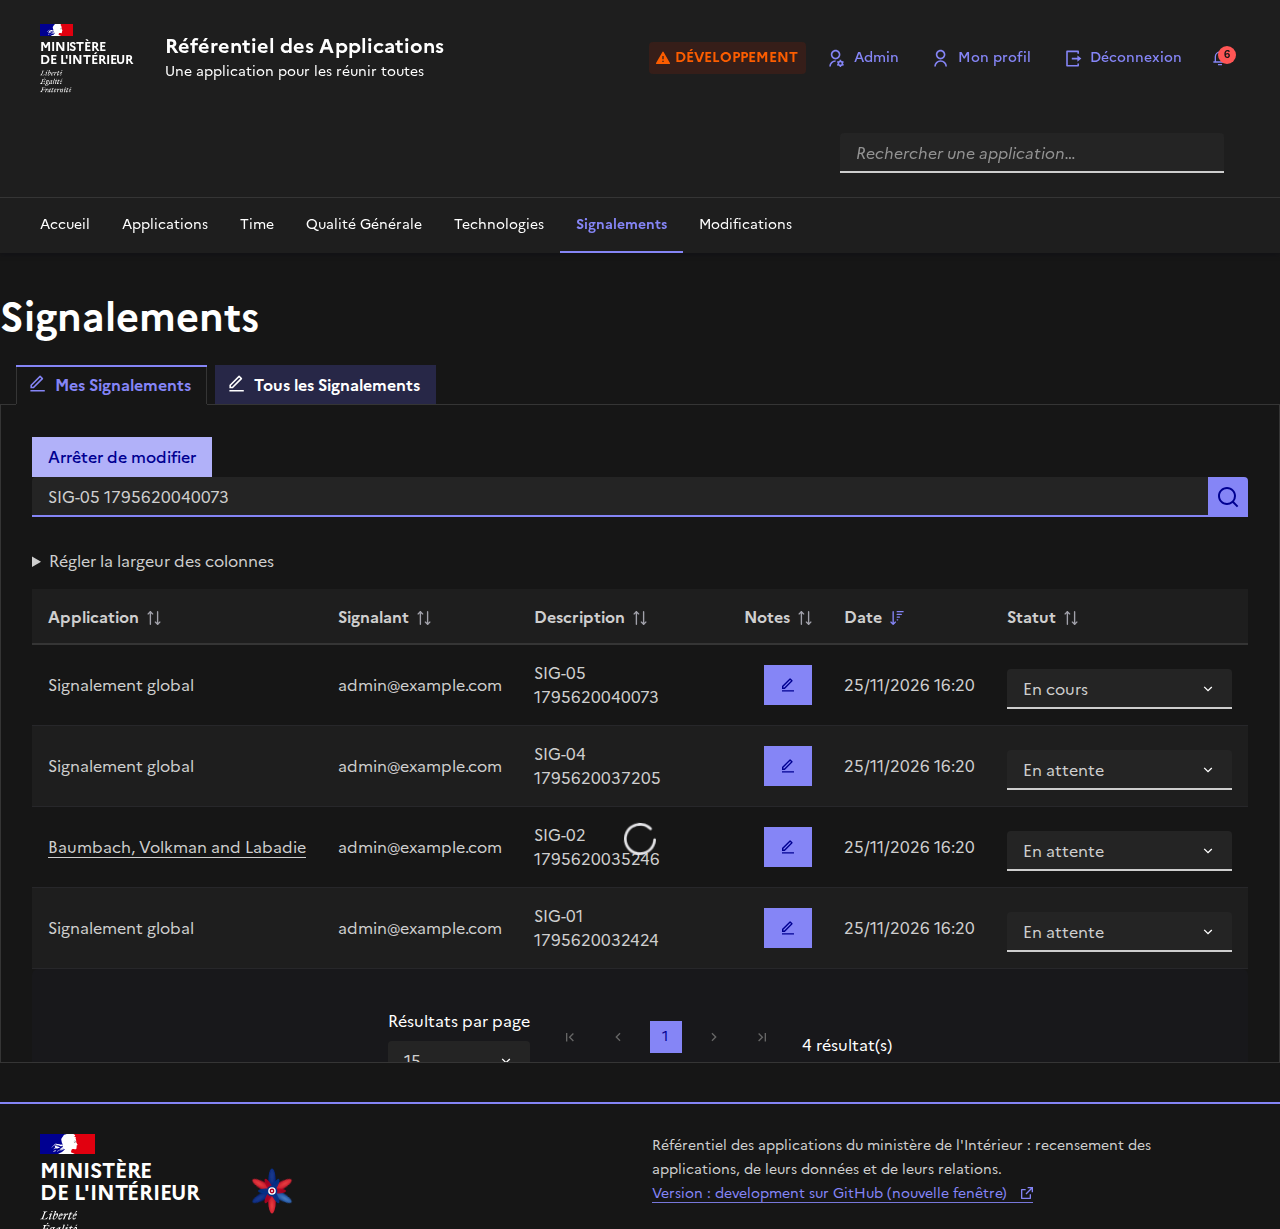 MINISTÈRE
DE L'INTÉRIEUR
Liberté
Égalité
Fraternité
Référentiel des Applications
Une application pour les réunir toutes
DÉVELOPPEMENT
Admin
Mon profil
Déconnexion
6
Rechercher une application…
Accueil
Applications
Time
Qualité Générale
Technologies
Signalements
Modifications
Signalements
Mes Signalements
Tous les Signalements
Arrêter de modifier
SIG-05 1795620040073
Régler la largeur des colonnes
Application
Signalant
Description
Notes
Date
Statut
Signalement global
admin@example.com
SIG-05
1795620040073
25/11/2026 16:20
En cours
Signalement global
admin@example.com
SIG-04
1795620037205
25/11/2026 16:20
En attente
Baumbach, Volkman and Labadie
admin@example.com
SIG-02
1795620035246
25/11/2026 16:20
En attente
Signalement global
admin@example.com
SIG-01
1795620032424
25/11/2026 16:20
En attente
Résultats par page
15
1
4 résultat(s)
MINISTÈRE
DE L'INTÉRIEUR
Liberté
Égalité
Référentiel des applications du ministère de l'Intérieur : recensement des
applications, de leurs données et de leurs relations.
Version : development sur GitHub (nouvelle fenêtre)